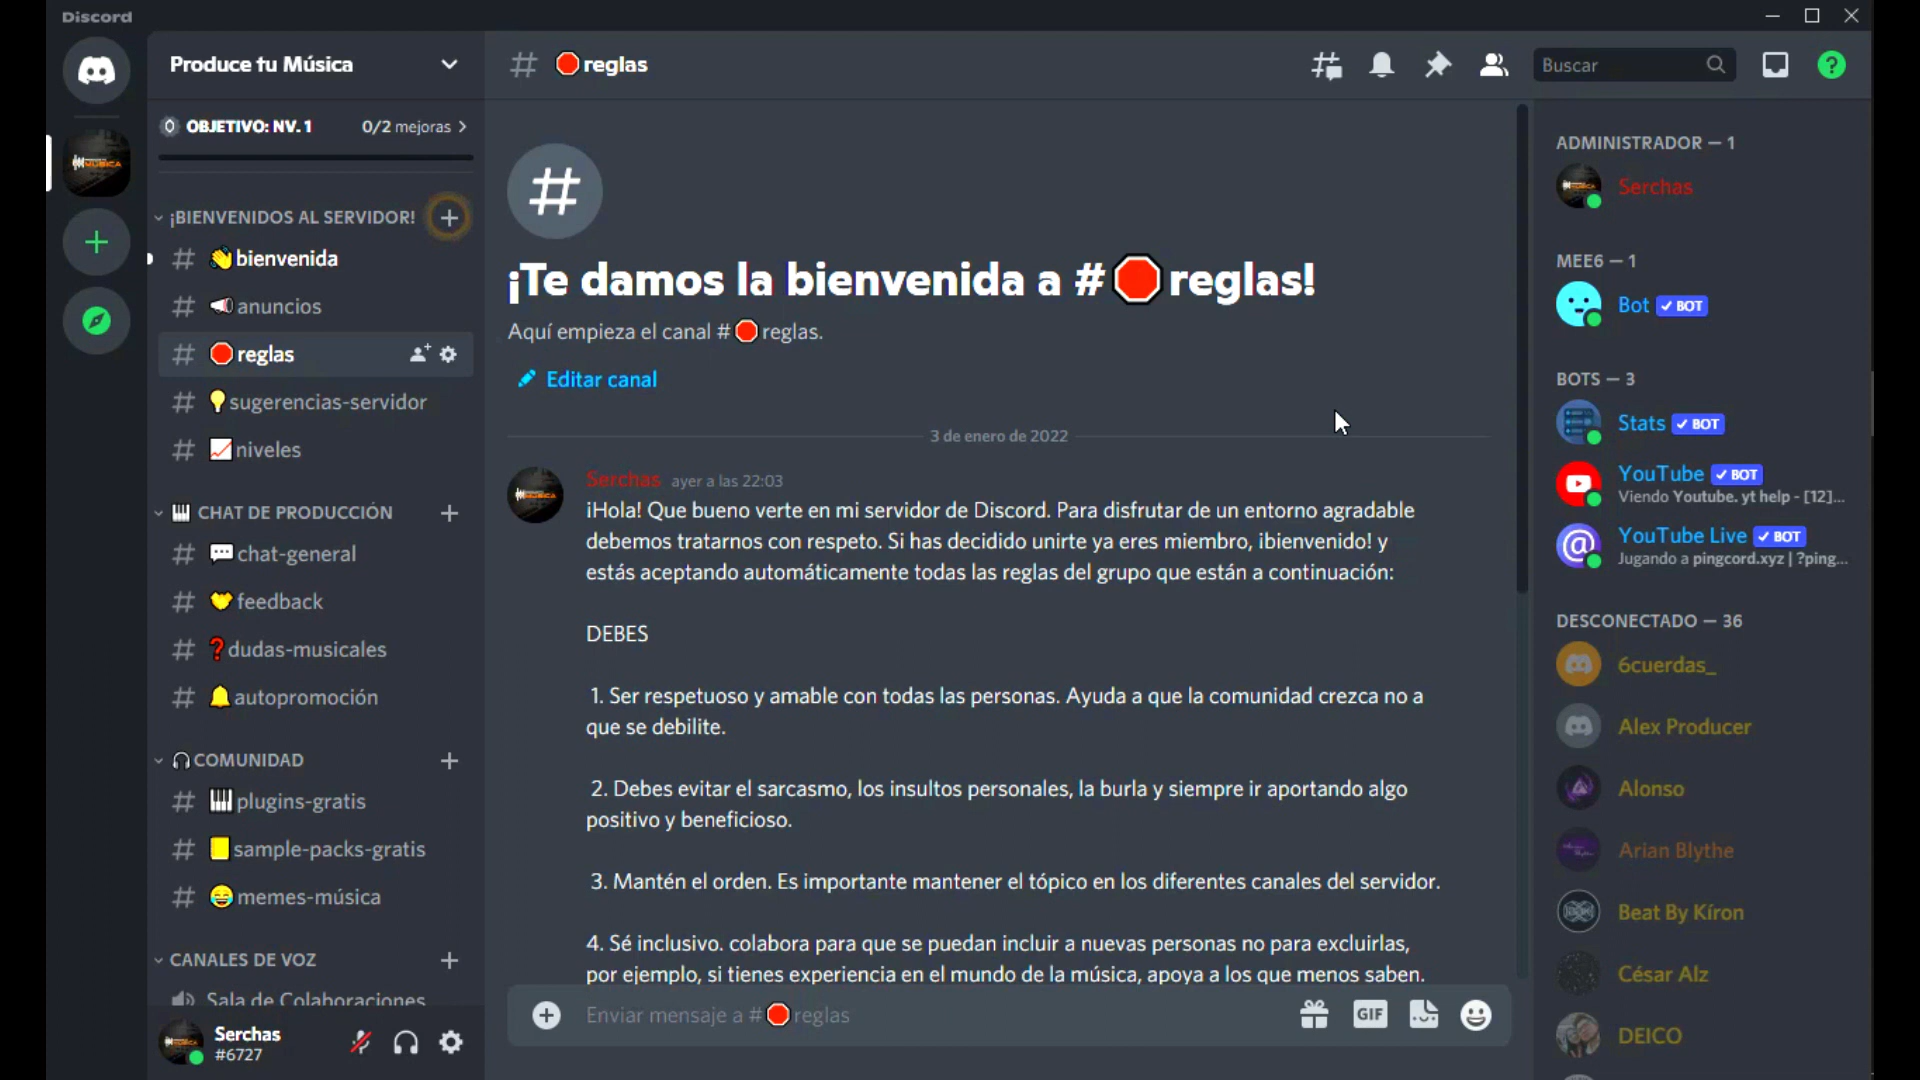 Discord
Produce tu Música
OBJETIVO: NV. 1
0/2 mejoras
¡BIENVENIDOS AL SERVIDOR!
bienvenida
anuncios
reglas
sugerencias-servidor
niveles
CHAT DE PRODUCCIÓN
chat-general
feedback
dudas-musicales
autopromoción
COMUNIDAD
plugins-gratis
sample-packs-gratis
memes-música
CANALES DE VOZ
Sala de Colaboraciones
Serchas
#6727
# reglas
Buscar
¡Te damos la bienvenida a # reglas!
Aquí empieza el canal # reglas.
Editar canal
3 de enero de 2022
Serchas ayer a las 22:03
¡Hola! Que bueno verte en mi servidor de Discord. Para disfrutar de un entorno agradable
debemos tratarnos con respeto. Si has decidido unirte ya eres miembro, ¡bienvenido! y
estás aceptando automáticamente todas las reglas del grupo que están a continuación:
DEBES
1. Ser respetuoso y amable con todas las personas. Ayuda a que la comunidad crezca no a
que se debilite.
2. Debes evitar el sarcasmo, los insultos personales, la burla y siempre ir aportando algo
positivo y beneficioso.
3. Mantén el orden. Es importante mantener el tópico en los diferentes canales del servidor.
4. Sé inclusivo. colabora para que se puedan incluir a nuevas personas no para excluirlas,
por ejemplo, si tienes experiencia en el mundo de la música, apoya a los que menos saben.
Enviar mensaje a # reglas
GIF
ADMINISTRADOR — 1
Serchas
MEE6 — 1
Bot ✓ BOT
BOTS — 3
Stats ✓ BOT
YouTube ✓ BOT
Viendo Youtube. yt help - [12]...
YouTube Live ✓ BOT
Jugando a pingcord.xyz | ?ping...
DESCONECTADO — 36
6cuerdas_
Alex Producer
Alonso
Arian Blythe
Beat By Kíron
César Alz
DEICO